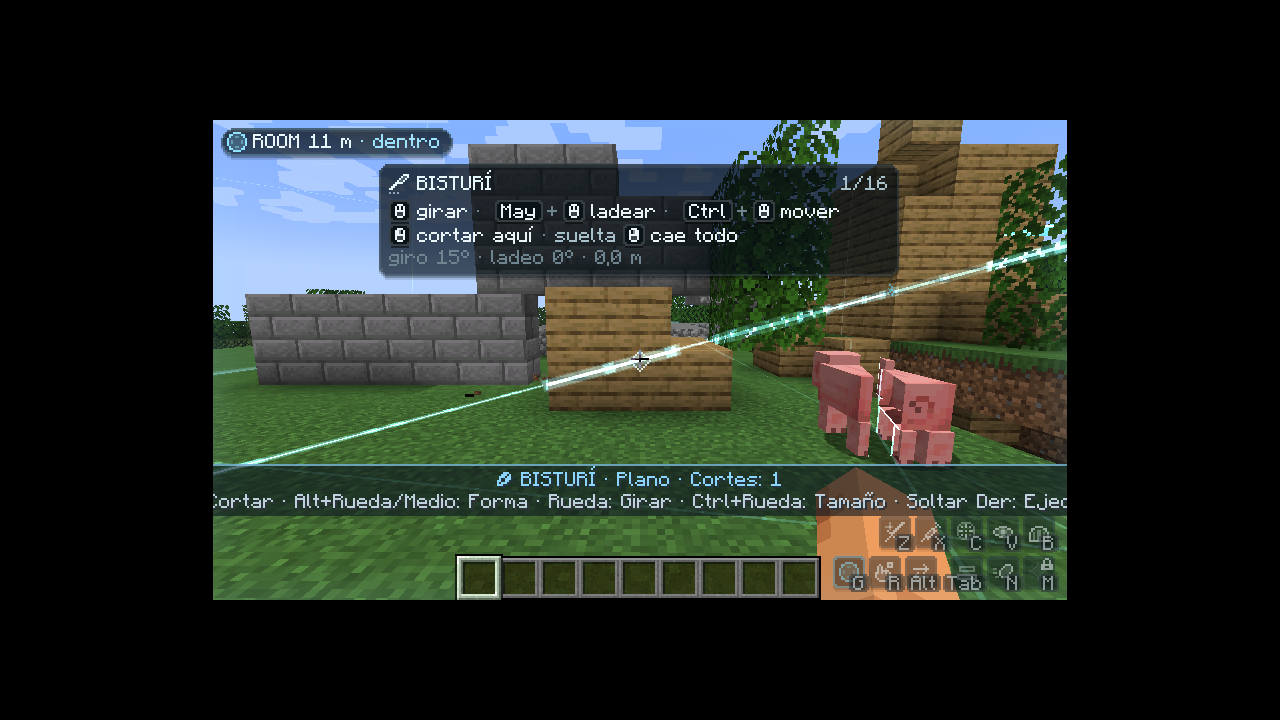 ROOM 11 m · dentro
BISTURÍ 1/16
girar · May + ladear · Ctrl + mover
cortar aquí · suelta cae todo
giro 15° · ladeo 0° · 0,0 m
BISTURÍ · Plano · Cortes: 1
Cortar · Alt+Rueda/Medio: Forma · Rueda: Girar · Ctrl+Rueda: Tamaño · Soltar Der: Ejec
Z X C V B
G R Alt Tab N M